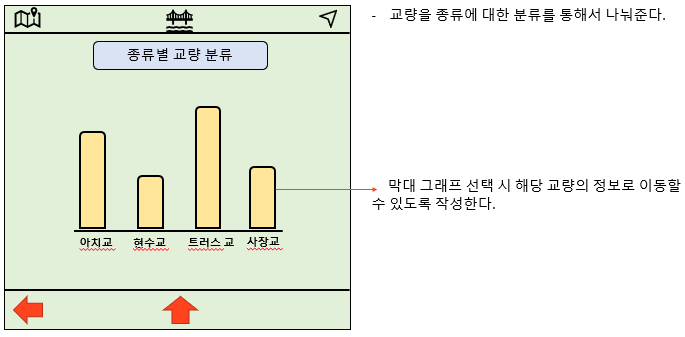 - 교량을 종류에 대한 분류를 통해서 나눠준다.
종류별 교량 분류
막대 그래프 선택 시 해당 교량의 정보로 이동할
수 있도록 작성한다.
아치교 현수교 트러스 교 사장교